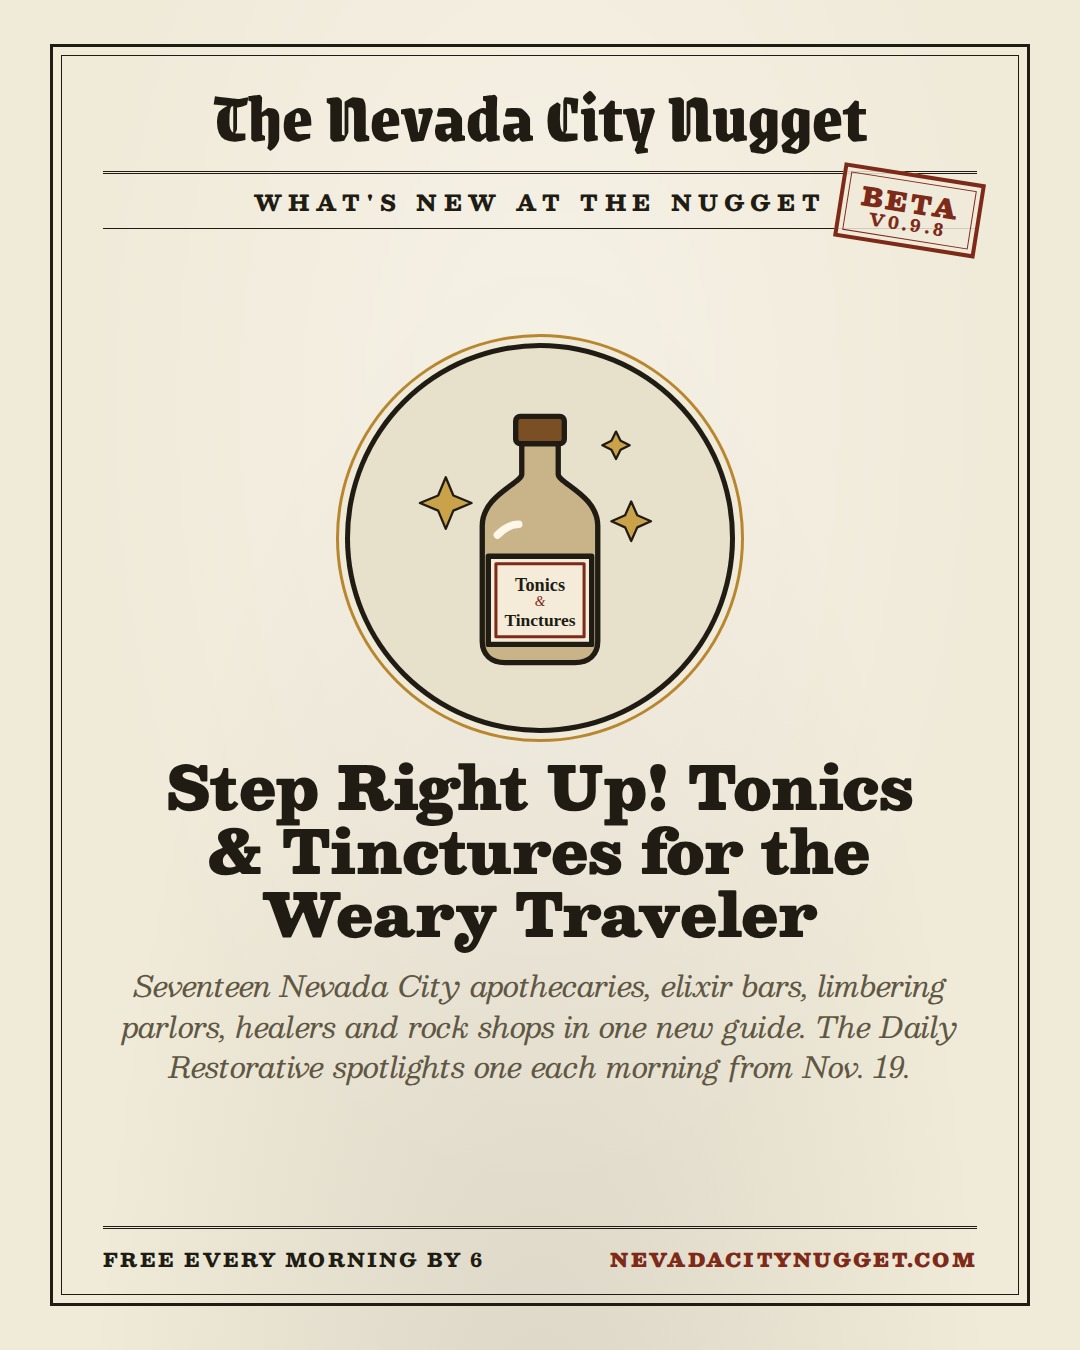 The Nevada City Nugget
WHAT'S NEW AT THE NUGGET
BETA
V0.9.8
Tonics
&
Tinctures
Step Right Up! Tonics
& Tinctures for the
Weary Traveler
Seventeen Nevada City apothecaries, elixir bars, limbering
parlors, healers and rock shops in one new guide. The Daily
Restorative spotlights one each morning from Nov. 19.
FREE EVERY MORNING BY 6
NEVADACITYNUGGET.COM